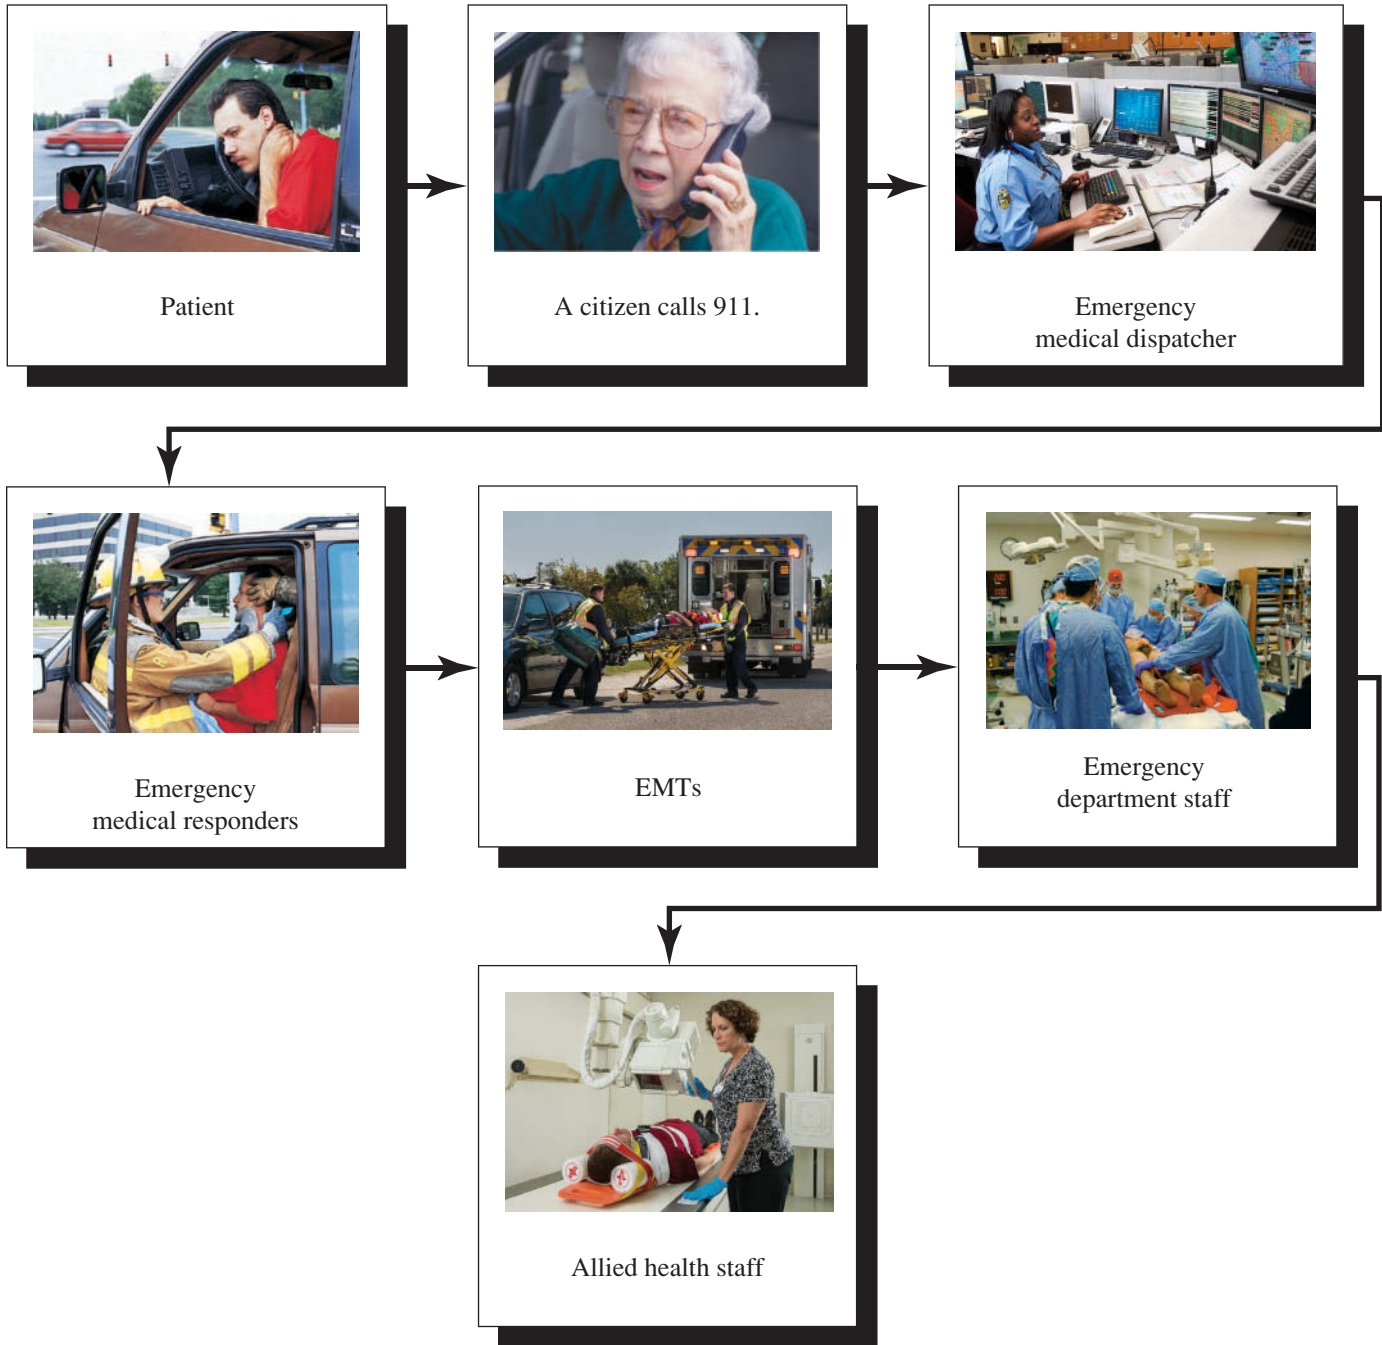 Patient
A citizen calls 911.
Emergency
medical dispatcher
Emergency
medical responders
EMTs
Emergency
department staff
Allied health staff